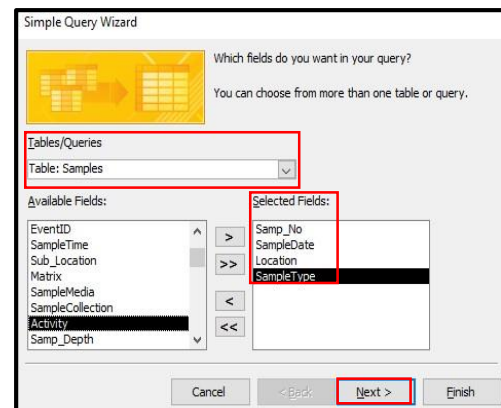 Simple Query Wizard
Which fields do you want in your query?
You can choose from more than one table or query.
Tables/Queries
Table: Samples
Available Fields:
Selected Fields:
EventID
SampleTime
Sub_Location
Matrix
SampleMedia
SampleCollection
Activity
Samp_Depth
>
>>
<
<<
Samp_No
SampleDate
Location
SampleType
Cancel
< Back
Next >
Finish